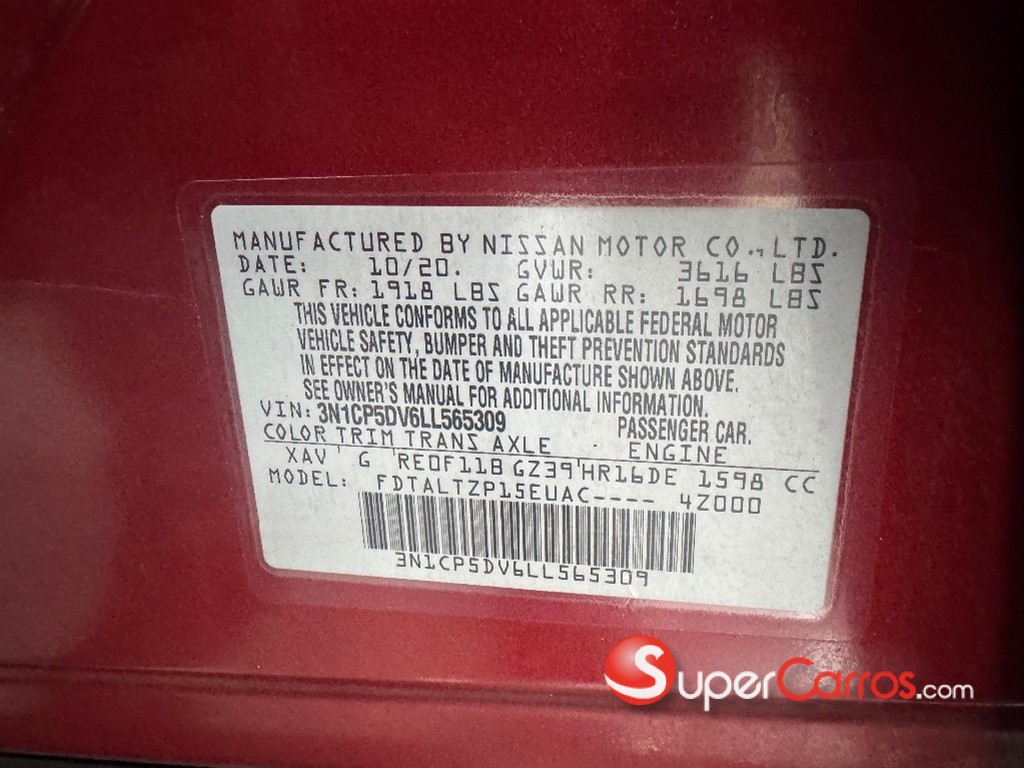 MANUFACTURED BY NISSAN MOTOR CO.,LTD.
DATE: 10/20. GVWR: 3616 LBS
GAWR FR: 1918 LBS GAWR RR: 1698 LBS
THIS VEHICLE CONFORMS TO ALL APPLICABLE FEDERAL MOTOR
VEHICLE SAFETY, BUMPER AND THEFT PREVENTION STANDARDS
IN EFFECT ON THE DATE OF MANUFACTURE SHOWN ABOVE.
SEE OWNER'S MANUAL FOR ADDITIONAL INFORMATION.
VIN: 3N1CP5DV6LL565309 PASSENGER CAR.
COLOR TRIM TRANS AXLE ENGINE
XAV G RE0F11B GZ39 HR16DE 1598 CC
MODEL: FDTALTZP15EUAC---- 4Z000
3N1CP5DV6LL565309
SuperCarros.com